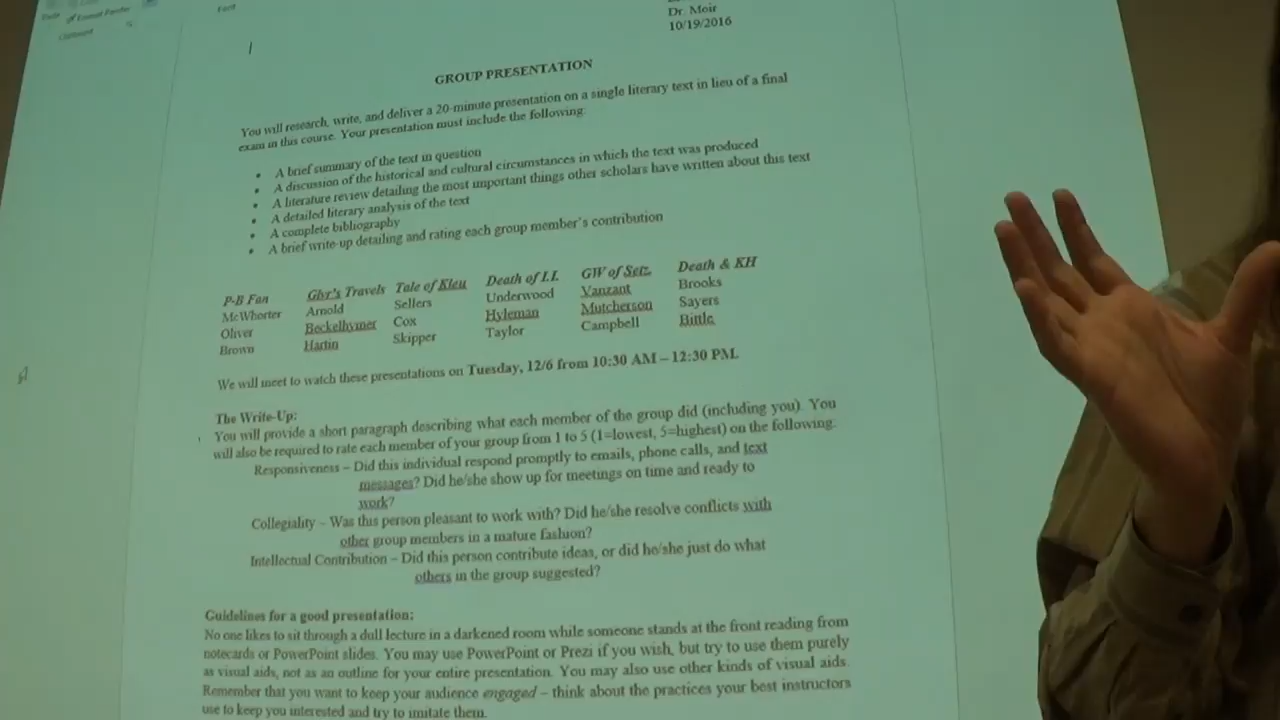 Format Painter
Clipboard
Font
Dr. Moir
10/19/2016
GROUP PRESENTATION
You will research, write, and deliver a 20-minute presentation on a single literary text in lieu of a final
exam in this course. Your presentation must include the following:
• A brief summary of the text in question
• A discussion of the historical and cultural circumstances in which the text was produced
• A literature review detailing the most important things other scholars have written about this text
• A detailed literary analysis of the text
• A complete bibliography
• A brief write-up detailing and rating each group member's contribution
P-B Fan Glvr's Travels Tale of Kieu Death of I.I. GW of Setz. Death & KH
McWhorter Arnold Sellers Underwood Vanzant Brooks
Oliver Beckelhymer Cox Hyleman Mutcherson Sayers
Brown Hartin Skipper Taylor Campbell Bittle
We will meet to watch these presentations on Tuesday, 12/6 from 10:30 AM – 12:30 PM.
The Write-Up:
You will provide a short paragraph describing what each member of the group did (including you). You
will also be required to rate each member of your group from 1 to 5 (1=lowest, 5=highest) on the following:
Responsiveness – Did this individual respond promptly to emails, phone calls, and text
messages? Did he/she show up for meetings on time and ready to
work?
Collegiality – Was this person pleasant to work with? Did he/she resolve conflicts with
other group members in a mature fashion?
Intellectual Contribution – Did this person contribute ideas, or did he/she just do what
others in the group suggested?
Guidelines for a good presentation:
No one likes to sit through a dull lecture in a darkened room while someone stands at the front reading from
notecards or PowerPoint slides. You may use PowerPoint or Prezi if you wish, but try to use them purely
as visual aids, not as an outline for your entire presentation. You may also use other kinds of visual aids.
Remember that you want to keep your audience engaged – think about the practices your best instructors
use to keep you interested and try to imitate them.